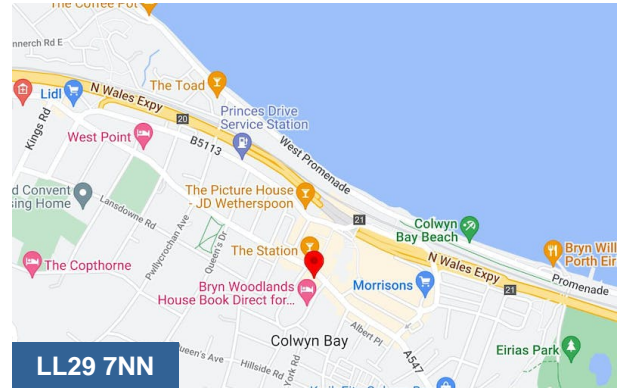 The Coffee Pot
nnerch Rd E
The Toad
Lidl
N Wales Expy
20
Princes Drive
Service Station
Kings Rd
West Point
B5113
West Promenade
d Convent
sing Home
Lansdowne Rd
The Picture House
- JD Wetherspoon
Pwllycrochan Ave
Queen's Dr
21
Colwyn
Bay Beach
The Station
N Wales Expy
Bryn Will
Porth Eir
The Copthorne
Promenade
Bryn Woodlands
House Book Direct for...
Morrisons
21
Albert Pl
Colwyn Bay
A547
Eirias Park
LL29 7NN
ueen's Ave
Hillside Rd
York Rd